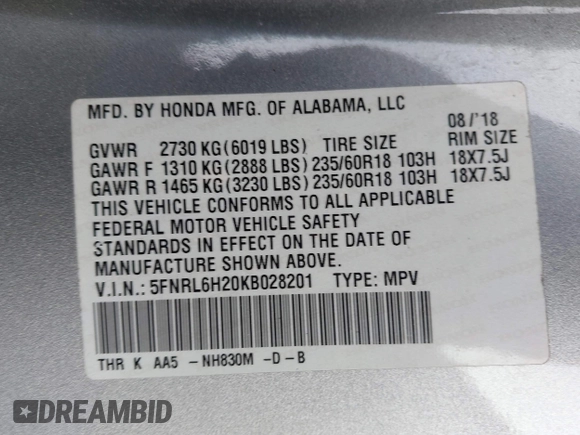 MFD. BY HONDA MFG. OF ALABAMA, LLC
08/'18
GVWR 2730 KG(6019 LBS) TIRE SIZE RIM SIZE
GAWR F 1310 KG(2888 LBS) 235/60R18 103H 18X7.5J
GAWR R 1465 KG(3230 LBS) 235/60R18 103H 18X7.5J
THIS VEHICLE CONFORMS TO ALL APPLICABLE
FEDERAL MOTOR VEHICLE SAFETY
STANDARDS IN EFFECT ON THE DATE OF
MANUFACTURE SHOWN ABOVE.
V.I.N.: 5FNRL6H20KB028201 TYPE: MPV
THR K AA5 - NH830M -D-B
DREAMBID